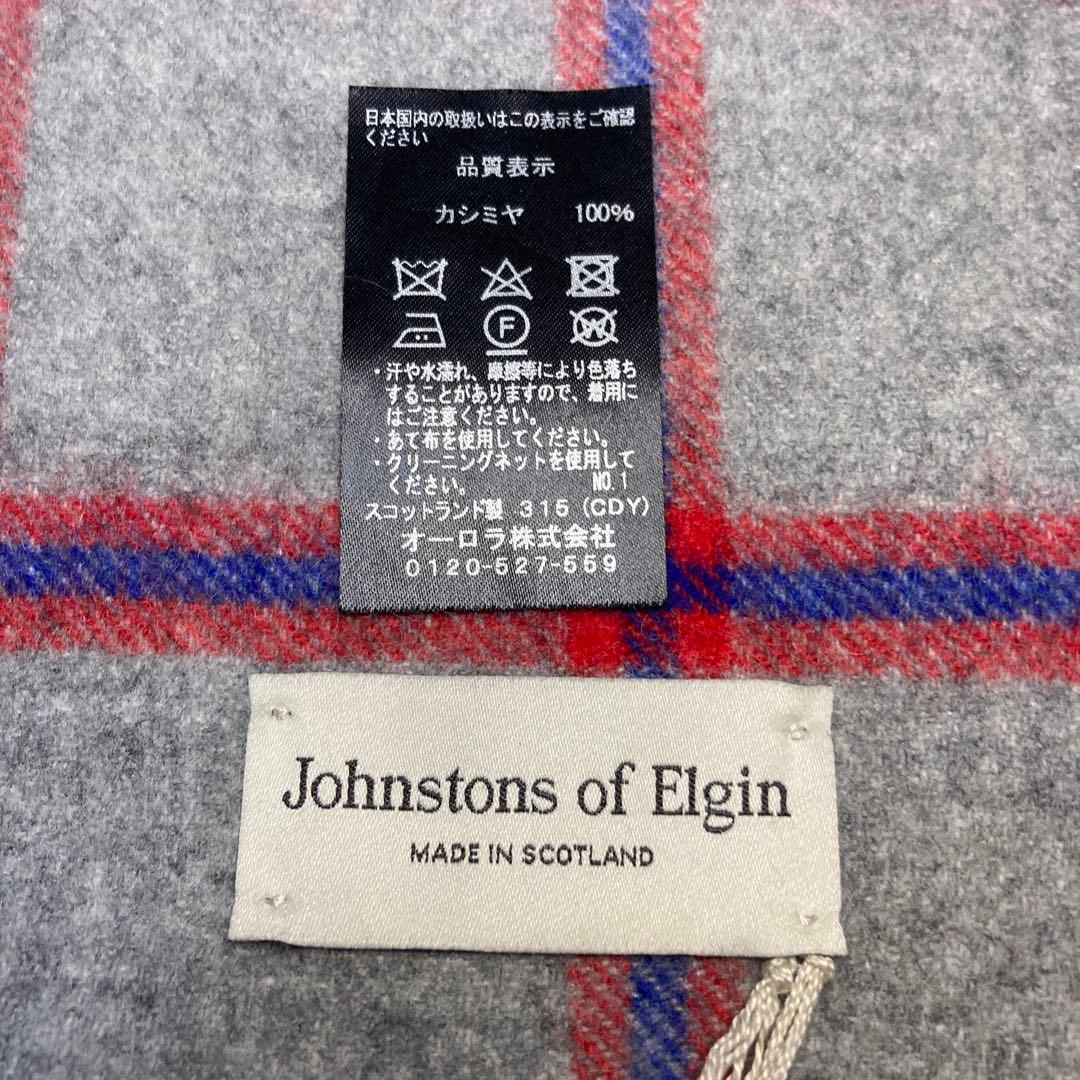 日本国内の取扱いはこの表示をご確認
ください
品質表示
カシミヤ 100%
F W
・汗や水濡れ、摩擦等により色落ち
することがありますので、着用に
はご注意ください。
・あて布を使用してください。
・クリーニングネットを使用して
ください。 NO.1
スコットランド製 315 (CDY)
オーロラ株式会社
0120-527-559
Johnstons of Elgin
MADE IN SCOTLAND